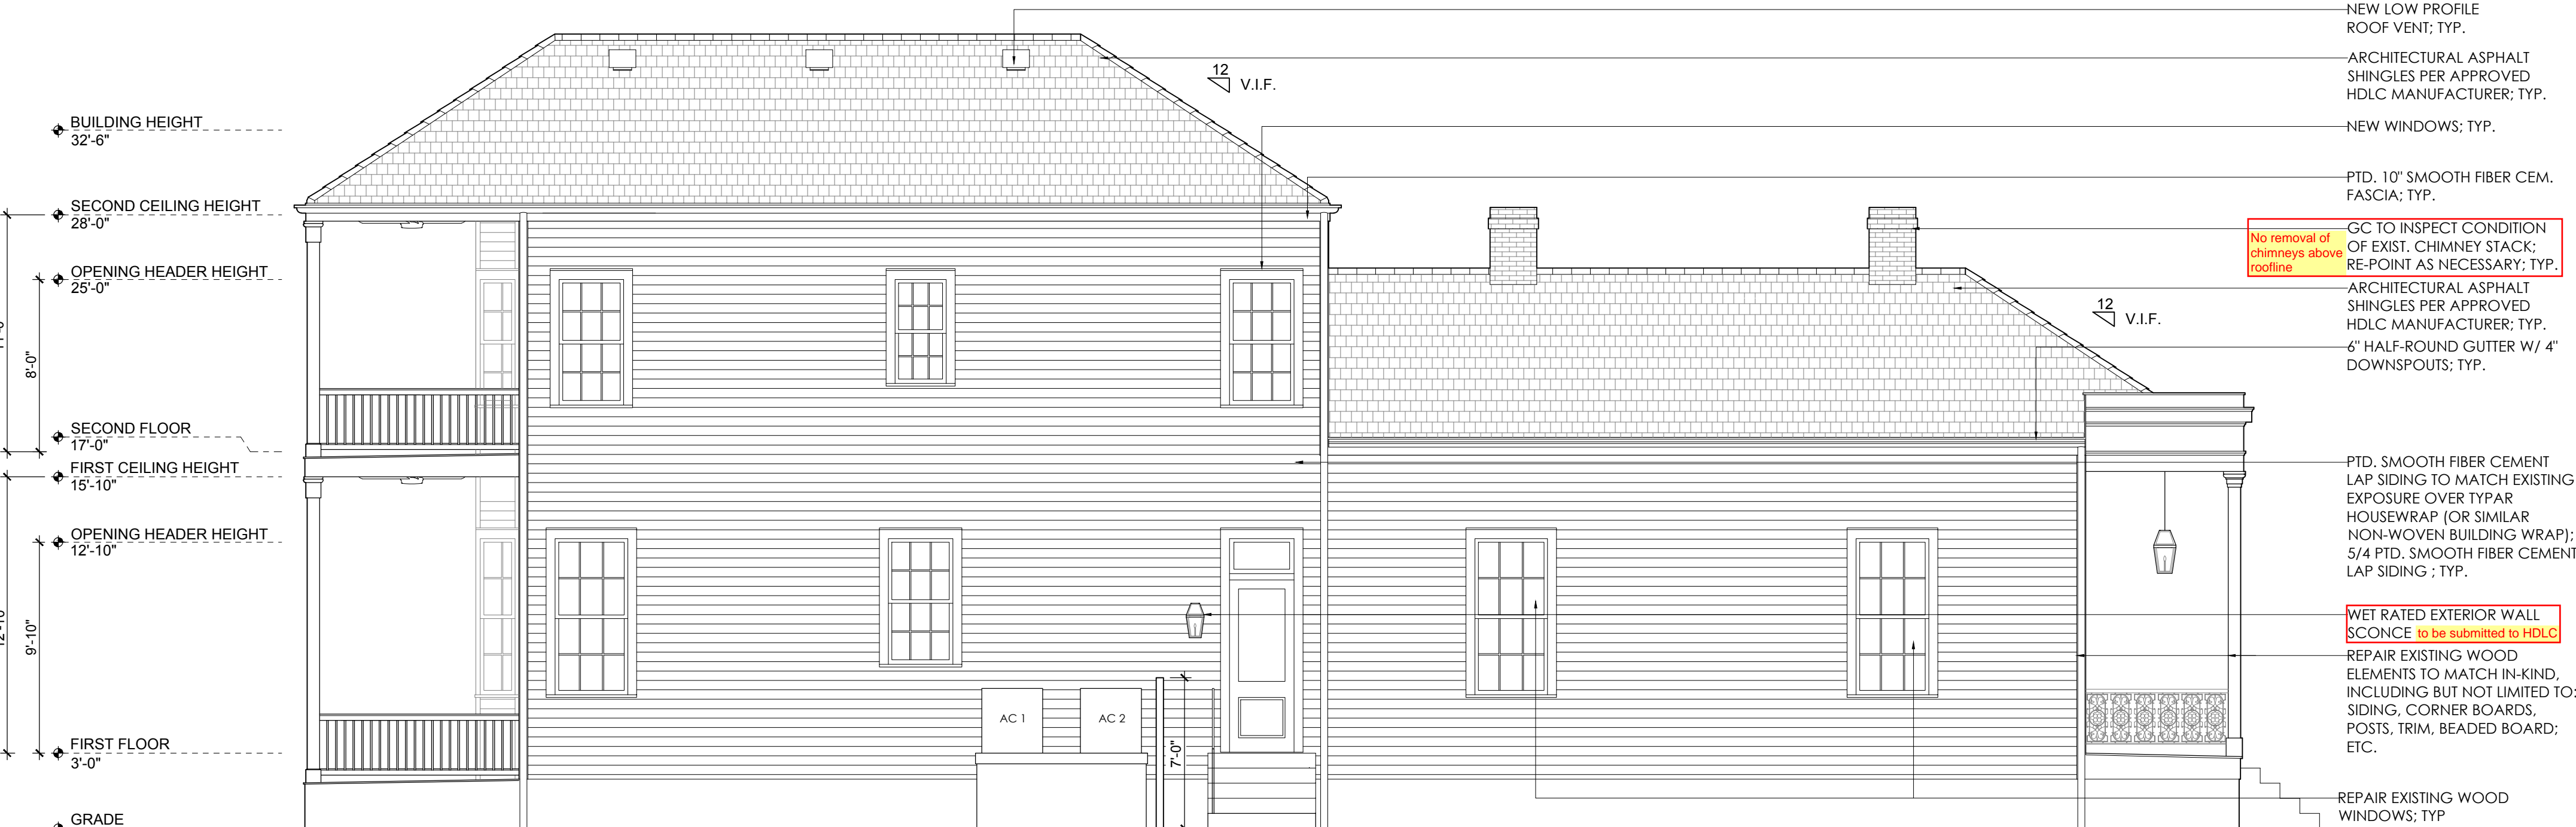 BUILDING HEIGHT
32'-6"
SECOND CEILING HEIGHT
28'-0"
OPENING HEADER HEIGHT
25'-0"
8'-0"
SECOND FLOOR
17'-0"
FIRST CEILING HEIGHT
15'-10"
OPENING HEADER HEIGHT
12'-10"
9'-10"
FIRST FLOOR
3'-0"
GRADE
12
V.I.F.
AC 1
AC 2
7'-0"
12
V.I.F.
NEW LOW PROFILE
ROOF VENT; TYP.
ARCHITECTURAL ASPHALT
SHINGLES PER APPROVED
HDLC MANUFACTURER; TYP.
NEW WINDOWS; TYP.
PTD. 10" SMOOTH FIBER CEM.
FASCIA; TYP.
No removal of
chimneys above
roofline
GC TO INSPECT CONDITION
OF EXIST. CHIMNEY STACK;
RE-POINT AS NECESSARY; TYP.
ARCHITECTURAL ASPHALT
SHINGLES PER APPROVED
HDLC MANUFACTURER; TYP.
6" HALF-ROUND GUTTER W/ 4"
DOWNSPOUTS; TYP.
PTD. SMOOTH FIBER CEMENT
LAP SIDING TO MATCH EXISTING
EXPOSURE OVER TYPAR
HOUSEWRAP (OR SIMILAR
NON-WOVEN BUILDING WRAP);
5/4 PTD. SMOOTH FIBER CEMENT
LAP SIDING ; TYP.
WET RATED EXTERIOR WALL
SCONCE to be submitted to HDLC
REPAIR EXISTING WOOD
ELEMENTS TO MATCH IN-KIND,
INCLUDING BUT NOT LIMITED TO:
SIDING, CORNER BOARDS,
POSTS, TRIM, BEADED BOARD;
ETC.
REPAIR EXISTING WOOD
WINDOWS; TYP